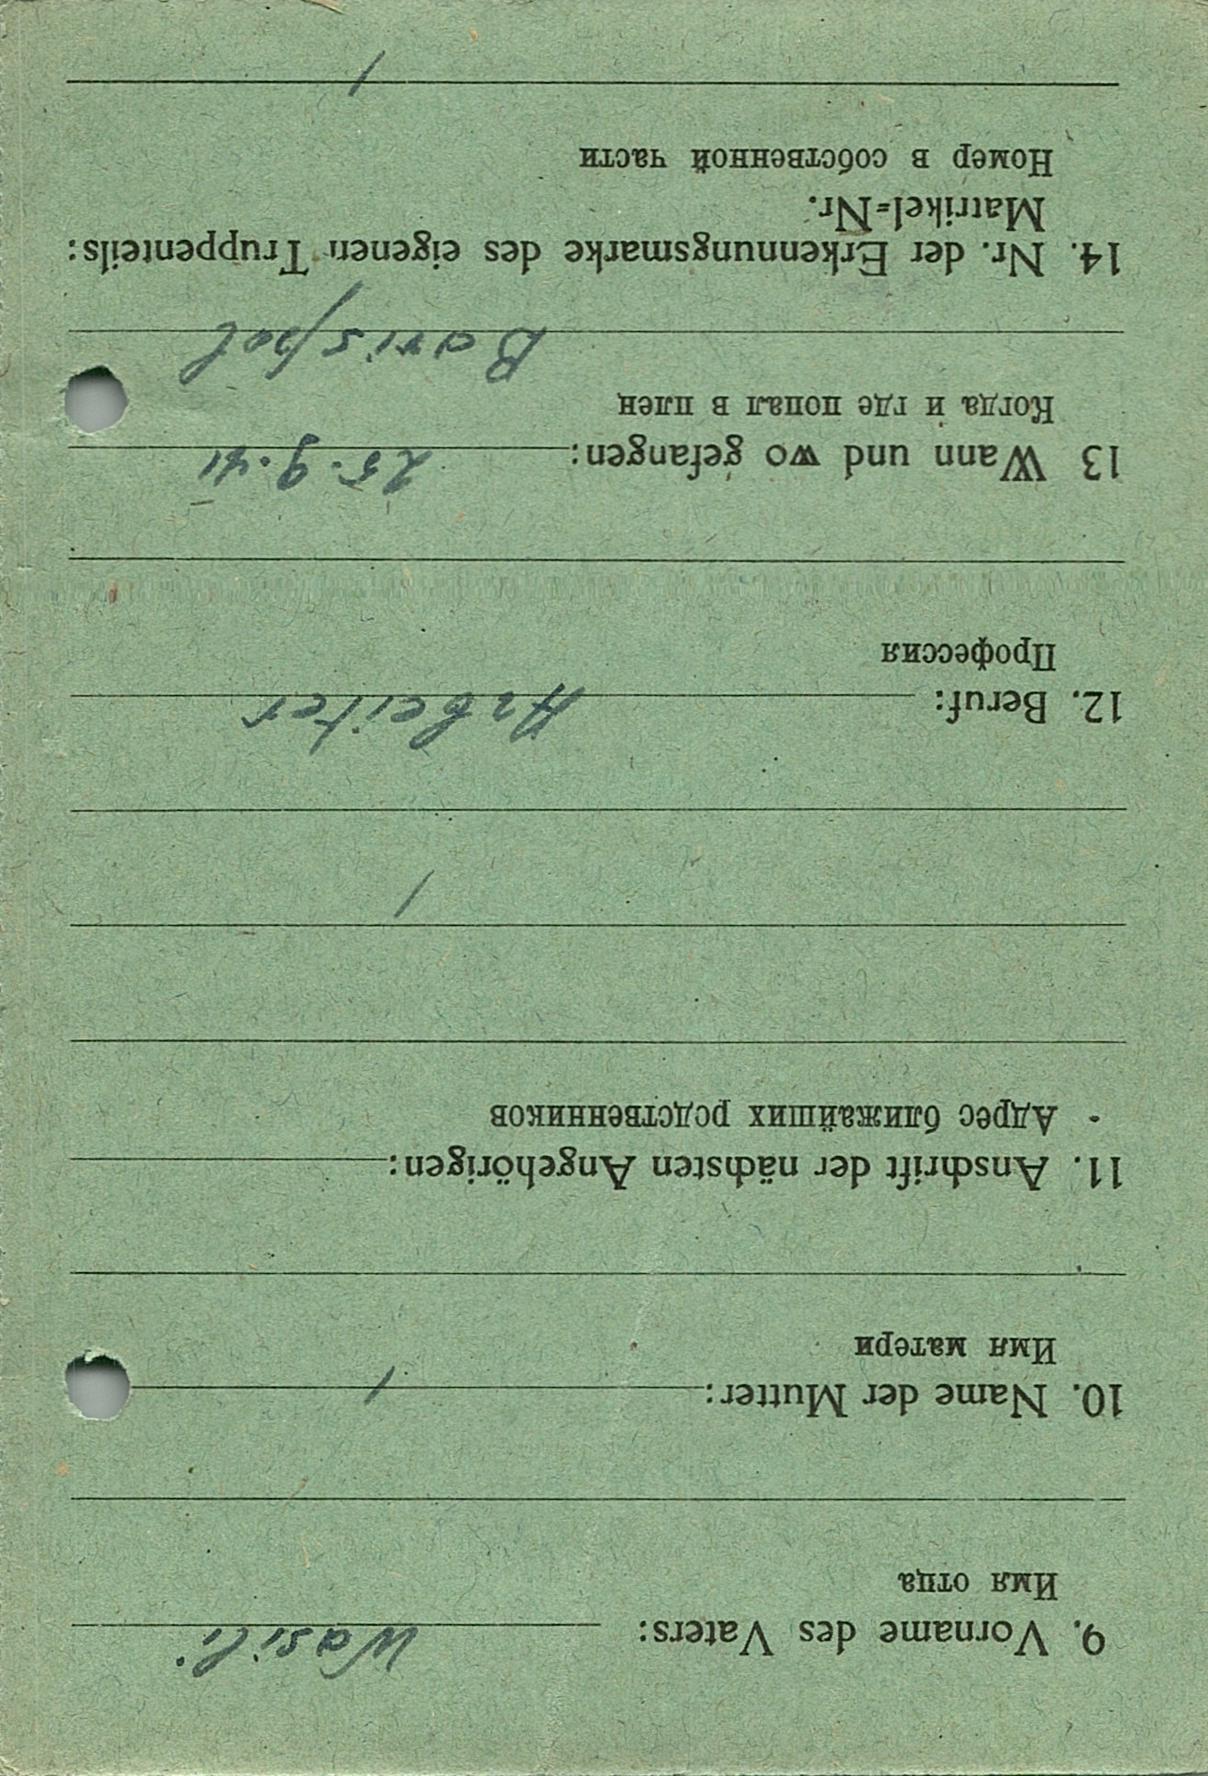 9. Vorname des Vaters: Wasili
Имя отца
10. Name der Mutter: /
Имя матери
11. Anschrift der nächsten Angehörigen:
Адрес ближайших родственников
/
12. Beruf: Arbeiter
Профессия
13 Wann und wo gefangen: 25.9.41
Когда и где попал в плен
Borispol
14. Nr. der Erkennungsmarke des eigenen Truppenteils:
Matrikel=Nr.
Номер в собственной части
/